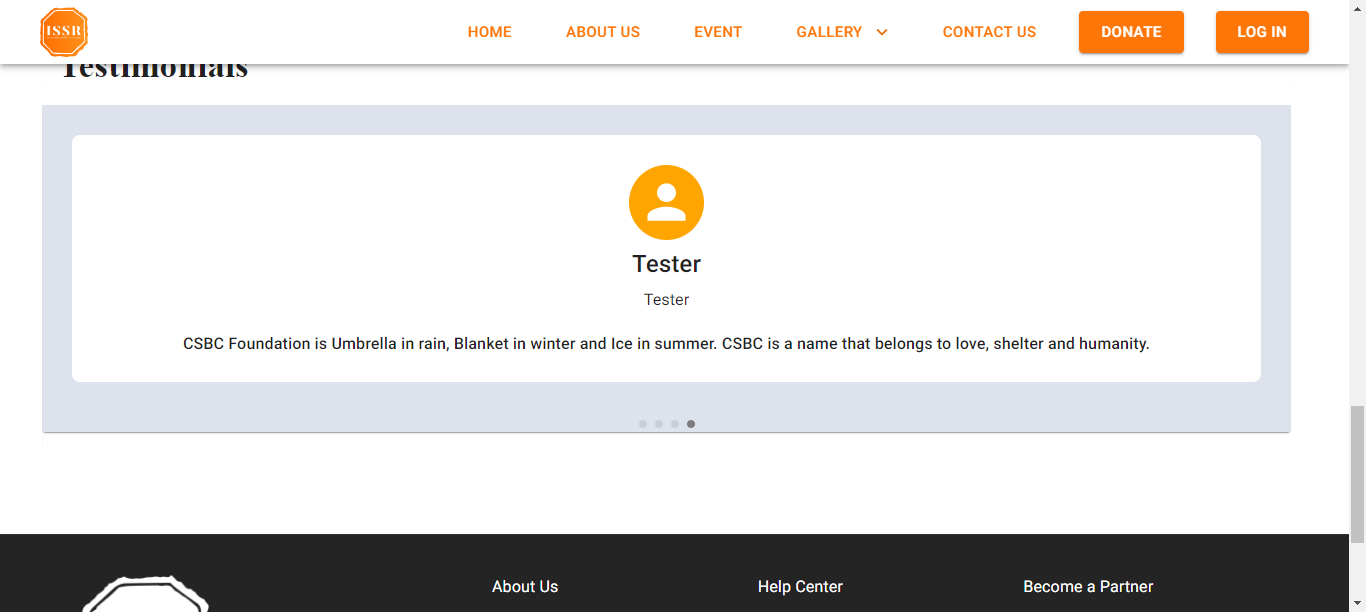 ISSR
HOME
ABOUT US
EVENT
GALLERY
CONTACT US
DONATE
LOG IN
Testimonials
Tester
Tester
CSBC Foundation is Umbrella in rain, Blanket in winter and Ice in summer. CSBC is a name that belongs to love, shelter and humanity.
About Us
Help Center
Become a Partner